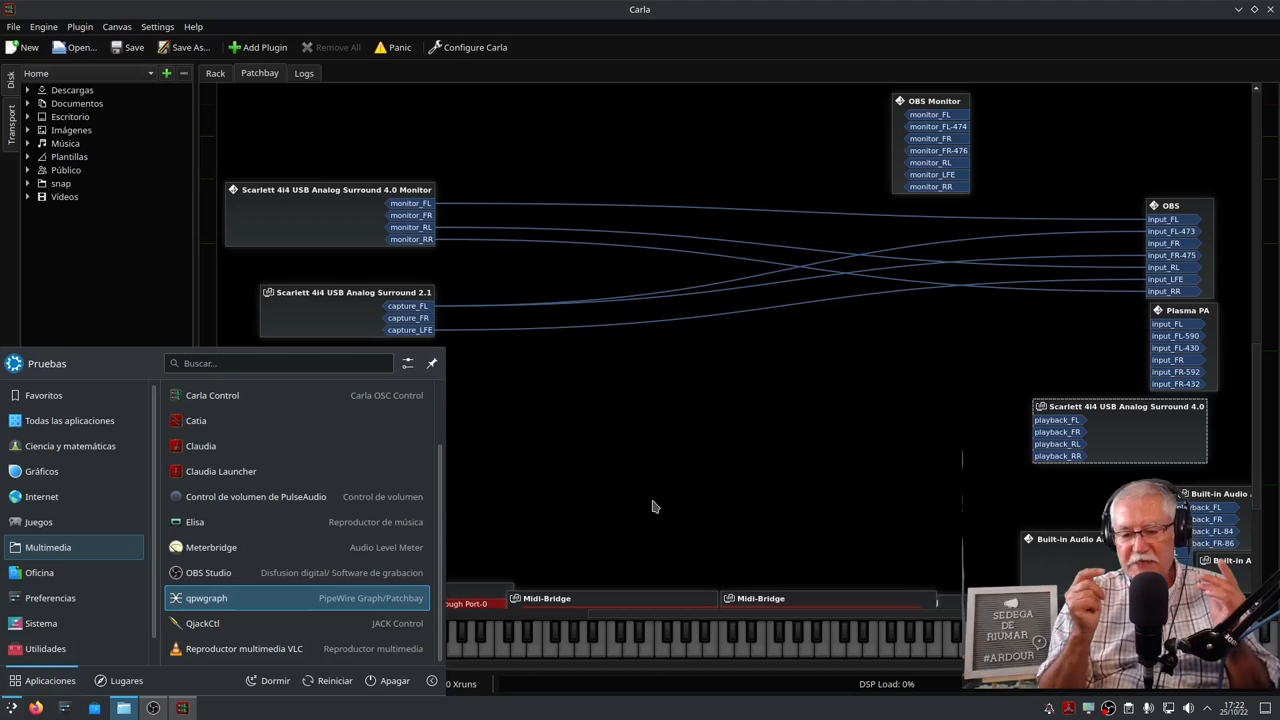 Carla
File Engine Plugin Canvas Settings Help
New Open... Save Save As... Add Plugin Remove All Panic Configure Carla
Disk
Transport
Home
Rack Patchbay Logs
Descargas
Documentos
Escritorio
Imágenes
Música
Plantillas
Público
snap
Vídeos
OBS Monitor
monitor_FL
monitor_FL-474
monitor_FR
monitor_FR-476
monitor_RL
monitor_LFE
monitor_RR
Scarlett 4i4 USB Analog Surround 4.0 Monitor
monitor_FL
monitor_FR
monitor_RL
monitor_RR
OBS
input_FL
input_FL-473
input_FR
input_FR-475
input_RL
input_LFE
input_RR
Scarlett 4i4 USB Analog Surround 2.1
capture_FL
capture_FR
capture_LFE
Plasma PA
input_FL
input_FL-590
input_FL-430
input_FR
input_FR-592
input_FR-432
Scarlett 4i4 USB Analog Surround 4.0
playback_FL
playback_FR
playback_RL
playback_RR
Built-in Audio
back_FL
back_FR
back_FL-84
back_FR-86
Built-in Audio
Built-in A
Pruebas
Buscar...
Favoritos
Todas las aplicaciones
Ciencia y matemáticas
Gráficos
Internet
Juegos
Multimedia
Oficina
Preferencias
Sistema
Utilidades
Carla Control Carla OSC Control
Catia
Claudia
Claudia Launcher
Control de volumen de PulseAudio Control de volumen
Elisa Reproductor de música
Meterbridge Audio Level Meter
OBS Studio Disfusion digital/ Software de grabacion
qpwgraph PipeWire Graph/Patchbay
QjackCtl JACK Control
Reproductor multimedia VLC Reproductor multimedia
Aplicaciones Lugares Dormir Reiniciar Apagar
ough Port-0
Midi-Bridge
Midi-Bridge
0 Xruns
DSP Load: 0%
SEDEGA
DE
RIUMAR
#ARDOUR
17:22
25/10/22